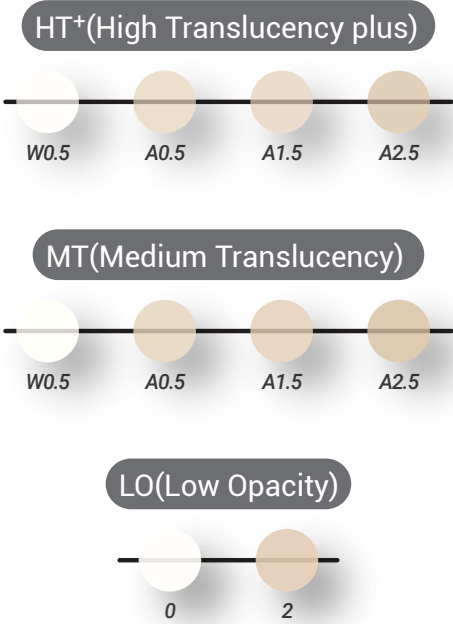 HT⁺(High Translucency plus)
W0.5 A0.5 A1.5 A2.5
MT(Medium Translucency)
W0.5 A0.5 A1.5 A2.5
LO(Low Opacity)
0 2